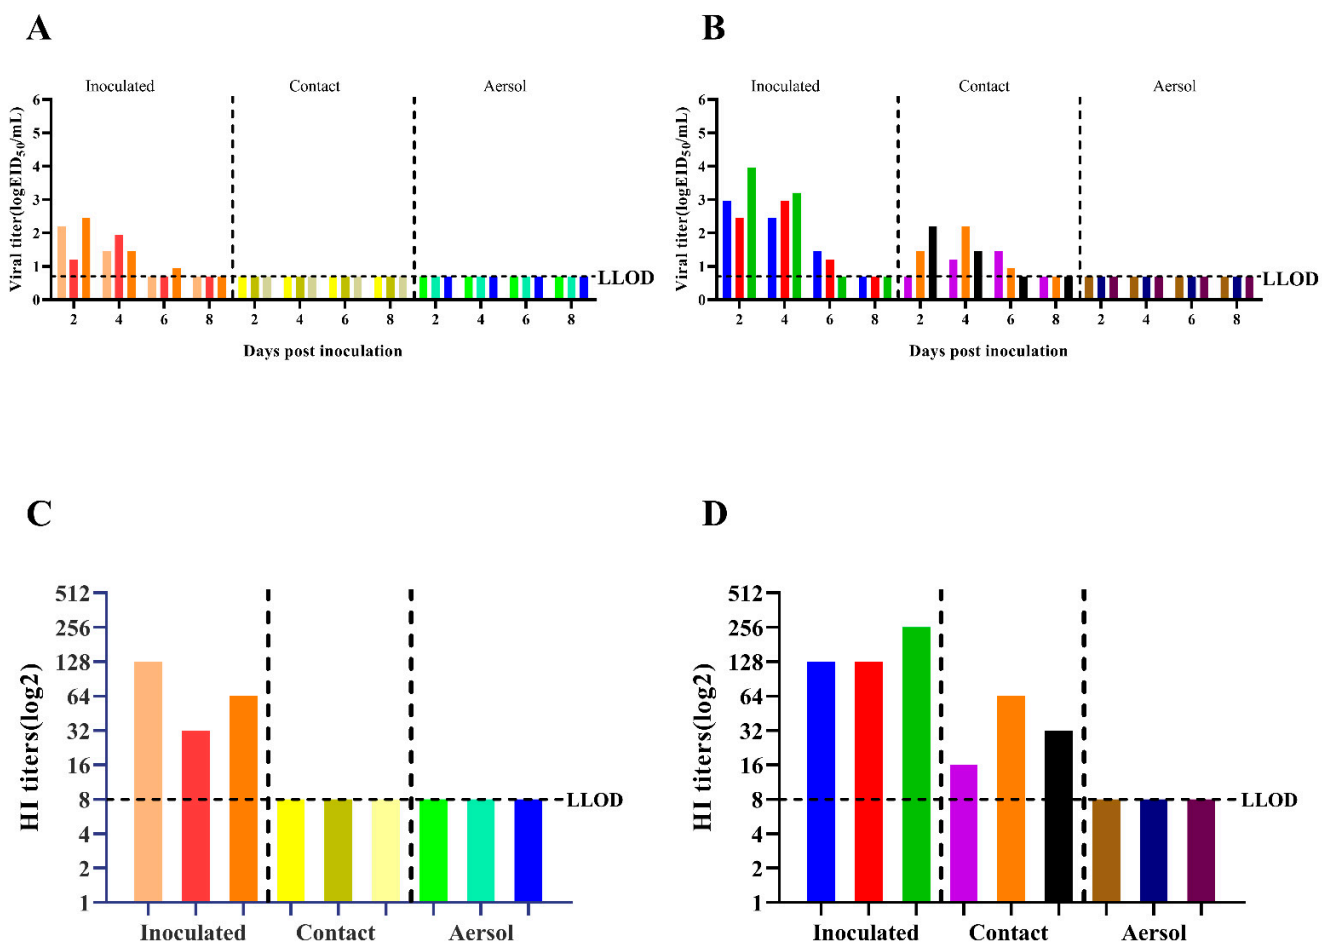 A
Inoculated Contact Aersol
Viral titer(logEID50/mL)
6
5
4
3
2
1
0
LLOD
2 4 6 8 2 4 6 8 2 4 6 8
Days post inoculation
B
Inoculated Contact Aersol
Viral titer(logEID50/mL)
6
5
4
3
2
1
0
LLOD
2 4 6 8 2 4 6 8 2 4 6 8
Days post inoculation
C
HI titers(log2)
512
256
128
64
32
16
8
4
2
1
LLOD
Inoculated Contact Aersol
D
HI titers(log2)
512
256
128
64
32
16
8
4
2
1
LLOD
Inoculated Contact Aersol